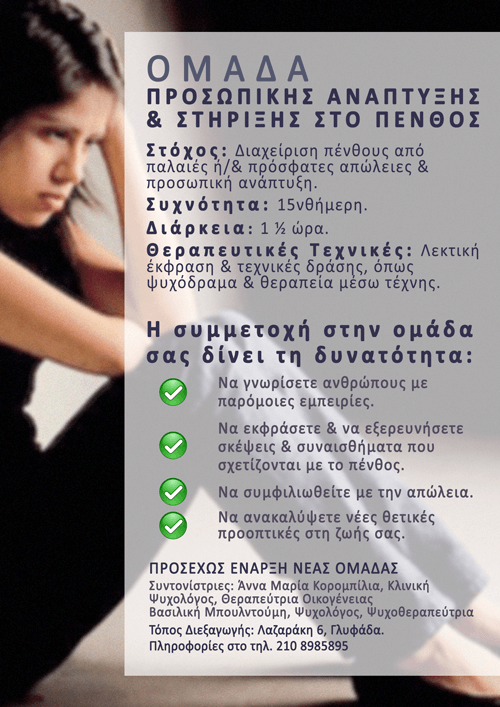 ΟΜΑΔΑ
ΠΡΟΣΩΠΙΚΗΣ ΑΝΑΠΤΥΞΗΣ
& ΣΤΗΡΙΞΗΣ ΣΤΟ ΠΕΝΘΟΣ
Στόχος: Διαχείριση πένθους από
παλαιές ή/& πρόσφατες απώλειες &
προσωπική ανάπτυξη.
Συχνότητα: 15νθήμερη.
Διάρκεια: 1 ½ ώρα.
Θεραπευτικές Τεχνικές: Λεκτική
έκφραση & τεχνικές δράσης, όπως
ψυχόδραμα & θεραπεία μέσω τέχνης.
Η συμμετοχή στην ομάδα
σας δίνει τη δυνατότητα:
Να γνωρίσετε ανθρώπους με
παρόμοιες εμπειρίες.
Να εκφράσετε & να εξερευνήσετε
σκέψεις & συναισθήματα που
σχετίζονται με το πένθος.
Να συμφιλιωθείτε με την απώλεια.
Να ανακαλύψετε νέες θετικές
προοπτικές στη ζωής σας.
ΠΡΟΣΕΧΩΣ ΕΝΑΡΞΗ ΝΕΑΣ ΟΜΑΔΑΣ
Συντονίστριες: Άννα Μαρία Κορομπίλια, Κλινική
Ψυχολόγος, Θεραπεύτρια Οικογένειας
Βασιλική Μπουλντούμη, Ψυχολόγος, Ψυχοθεραπεύτρια
Τόπος Διεξαγωγής: Λαζαράκη 6, Γλυφάδα.
Πληροφορίες στο τηλ. 210 8985895